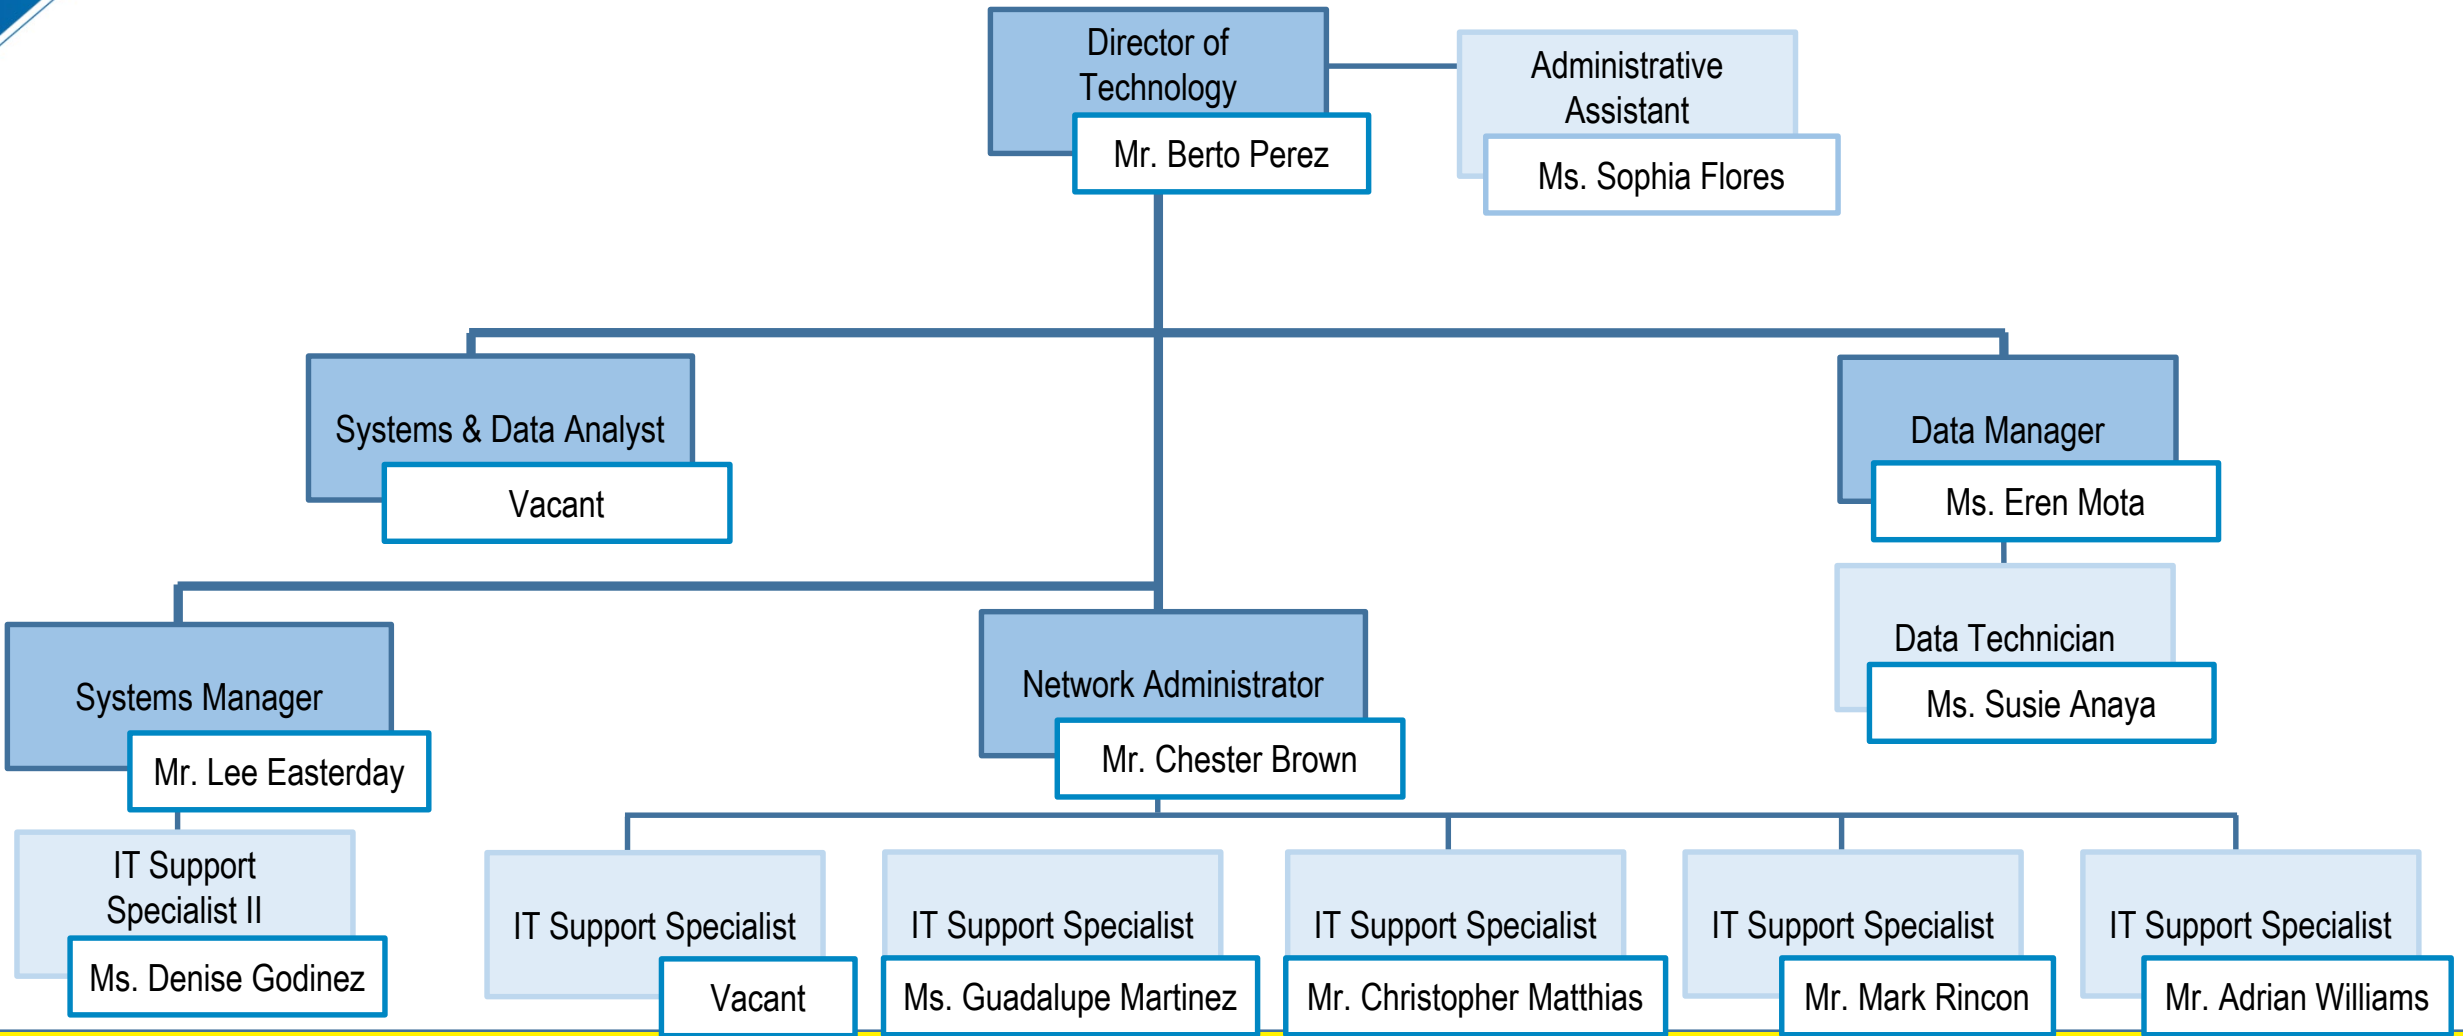 Director of
Technology
Mr. Berto Perez
Administrative
Assistant
Ms. Sophia Flores
Systems & Data Analyst
Vacant
Data Manager
Ms. Eren Mota
Data Technician
Ms. Susie Anaya
Systems Manager
Mr. Lee Easterday
Network Administrator
Mr. Chester Brown
IT Support
Specialist II
Ms. Denise Godinez
IT Support Specialist
Vacant
IT Support Specialist
Ms. Guadalupe Martinez
IT Support Specialist
Mr. Christopher Matthias
IT Support Specialist
Mr. Mark Rincon
IT Support Specialist
Mr. Adrian Williams